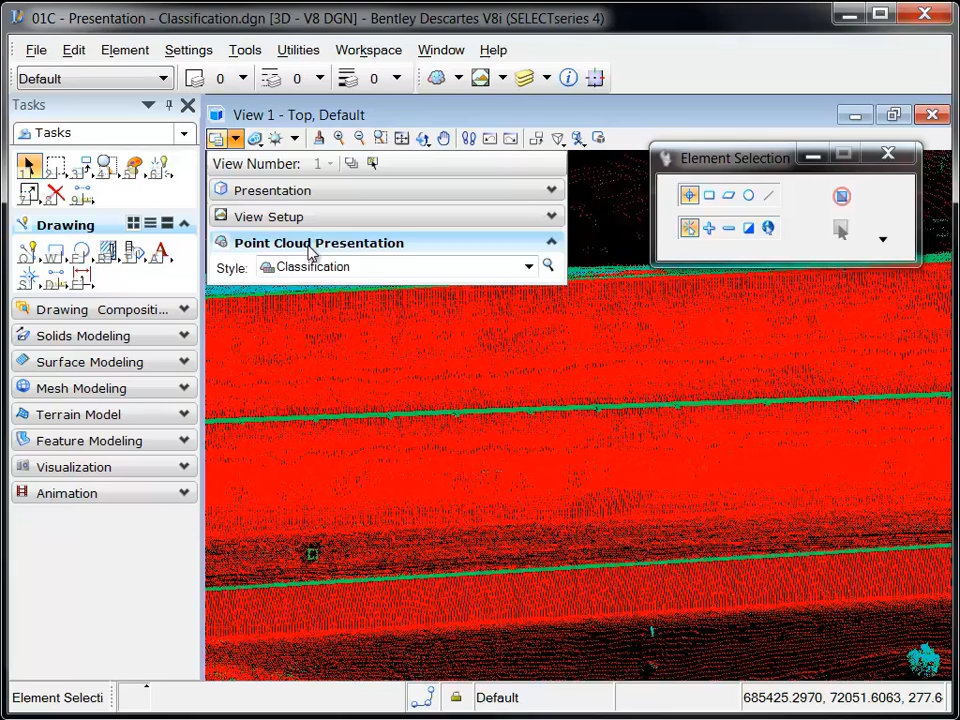 01C - Presentation - Classification.dgn [3D - V8 DGN] - Bentley Descartes V8i (SELECTseries 4)
File Edit Element Settings Tools Utilities Workspace Window Help
Default 0 0 0
Tasks
View 1 - Top, Default
Tasks
View Number: 1
Element Selection
Presentation
View Setup
Drawing
Point Cloud Presentation
Style: Classification
Drawing Compositi...
Solids Modeling
Surface Modeling
Mesh Modeling
Terrain Model
Feature Modeling
Visualization
Animation
Element Selecti
Default
685425.2970, 72051.6063, 277.6